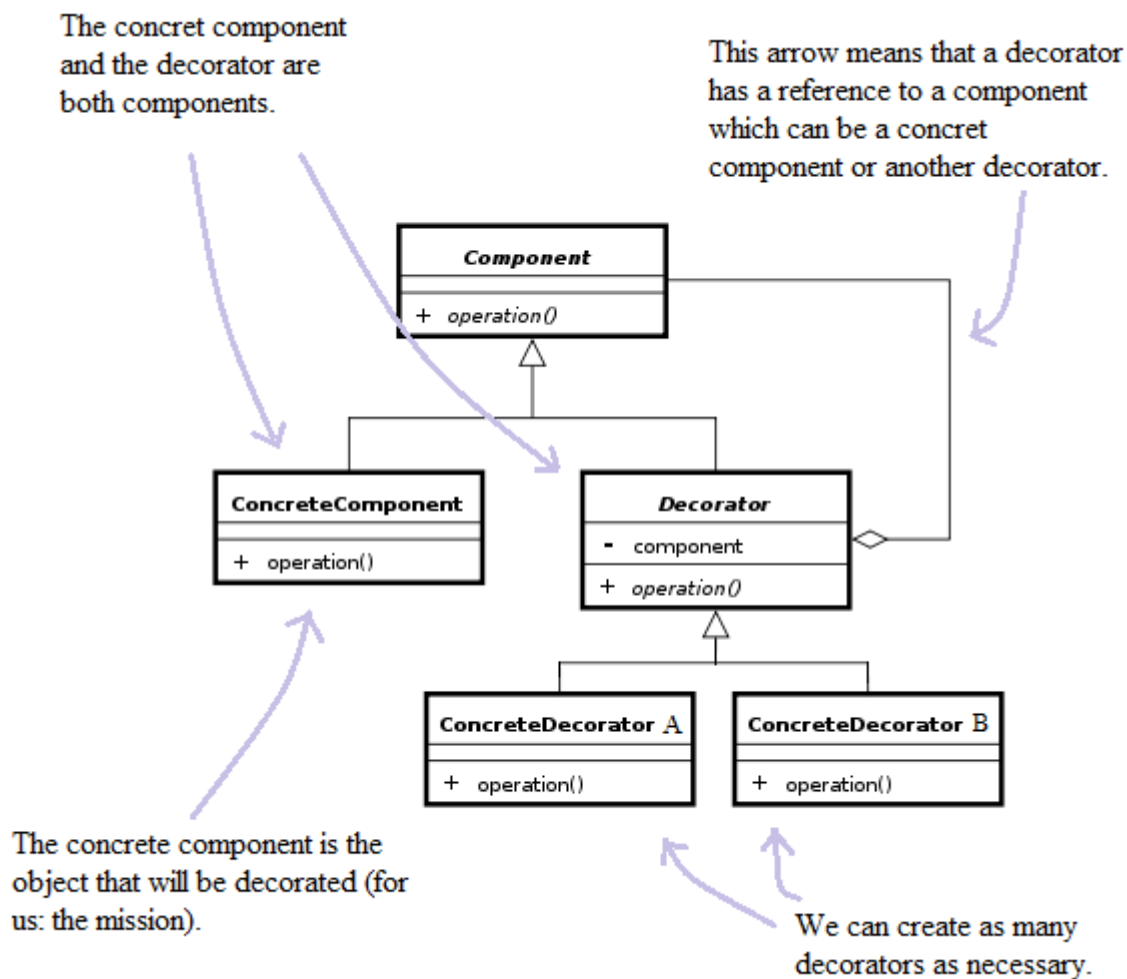 The concret component
and the decorator are
both components.
This arrow means that a decorator
has a reference to a component
which can be a concret
component or another decorator.
Component
+ operation()
ConcreteComponent
+ operation()
Decorator
- component
+ operation()
ConcreteDecorator A
+ operation()
ConcreteDecorator B
+ operation()
The concrete component is the
object that will be decorated (for
us: the mission).
We can create as many
decorators as necessary.